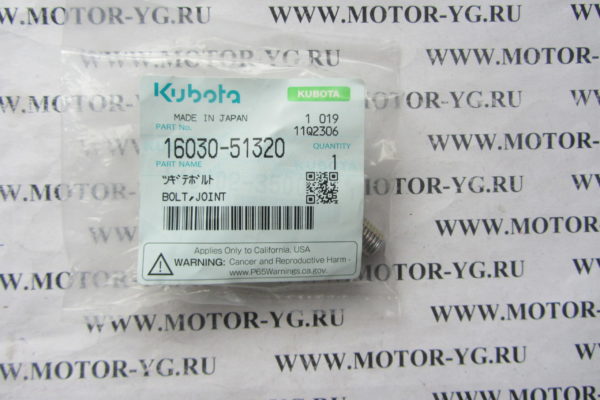 Kubota KUBOTA
MADE IN JAPAN 1 019
PART No. 11Q2306
16030-51320 QUANTITY
PART NAME 1
ツギテボルト
BOLT,JOINT
Applies Only to California, USA
WARNING: Cancer and Reproductive Harm -
www.P65Warnings.ca.gov
WWW.MOTOR-YG.RU
WWW.MOTOR-YG.RU
WWW.MOTOR-YG.RU
WWW.MOTOR-YG.RU
WWW.MOTOR-YG.RU
WWW.MOTOR-YG.RU
WWW.MOTOR-YG.RU
WWW.MOTOR-YG.RU